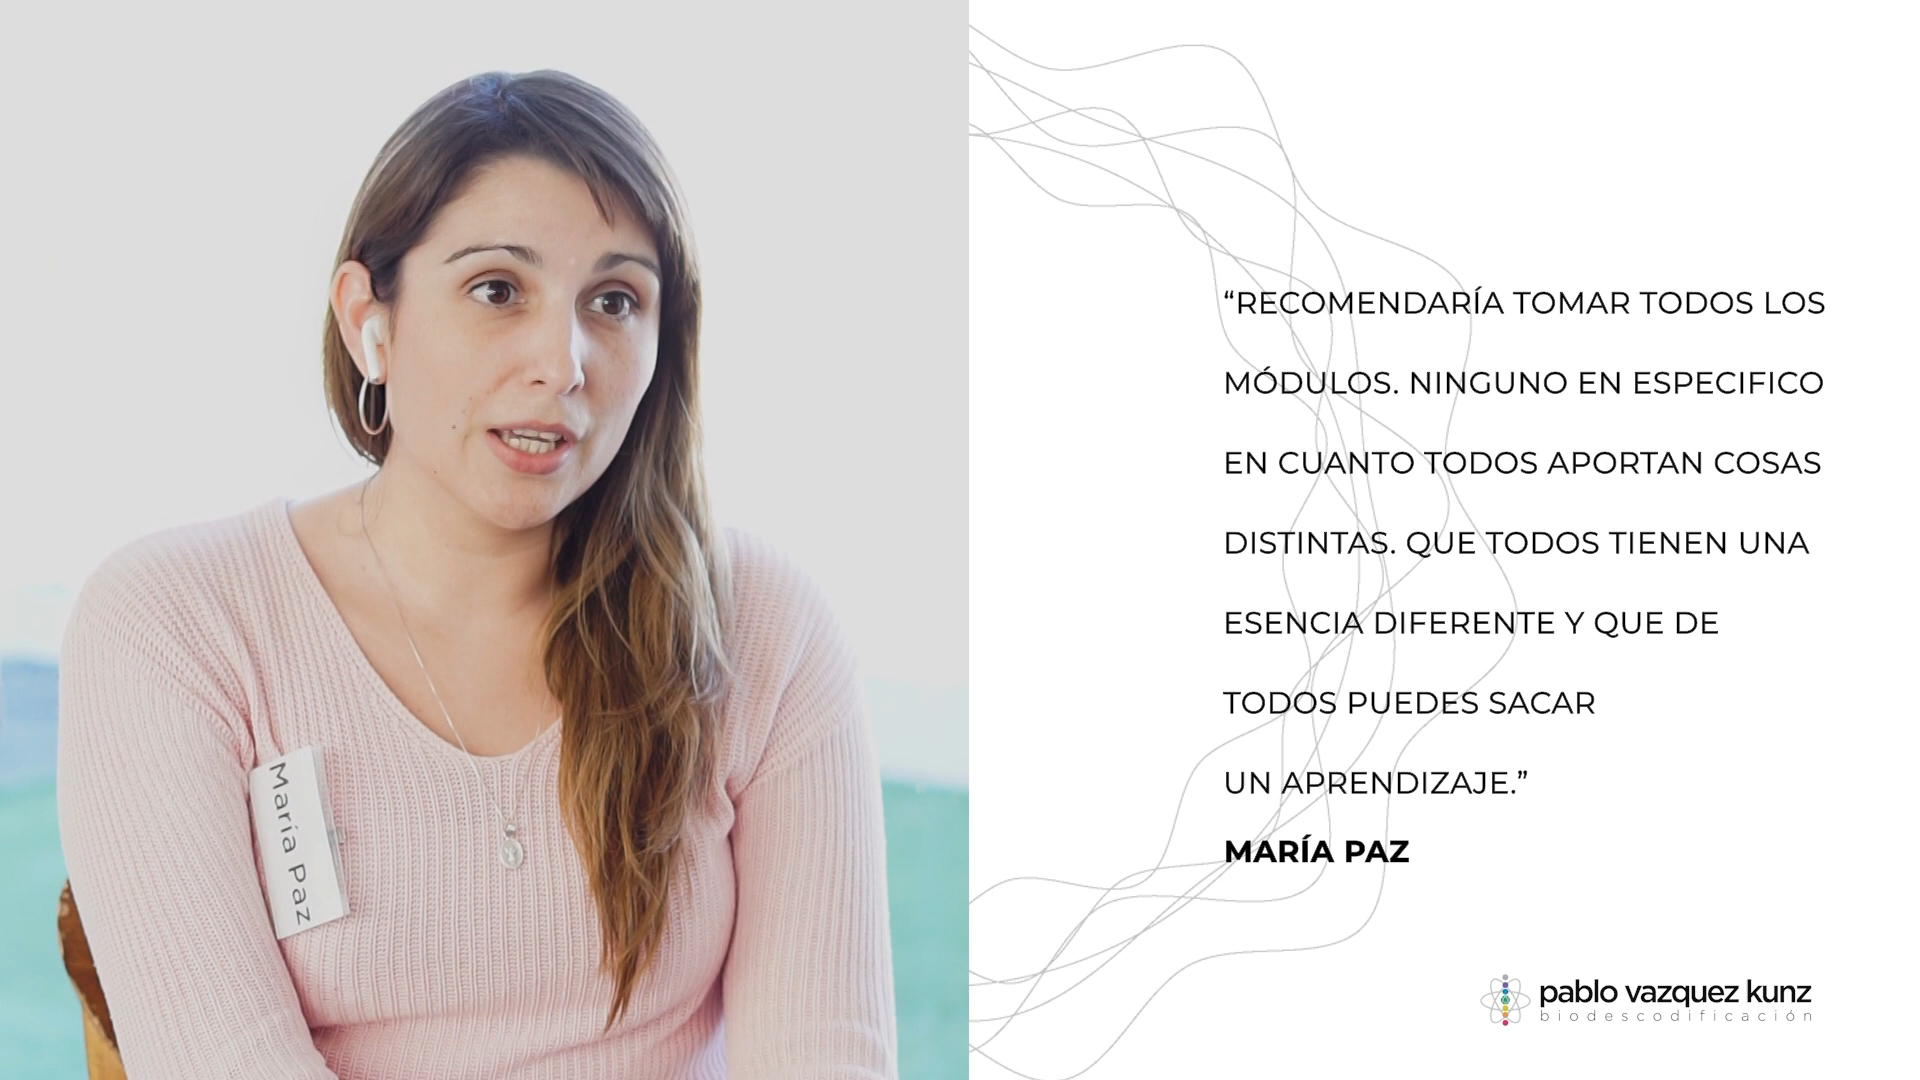 María Paz
“RECOMENDARÍA TOMAR TODOS LOS
MÓDULOS. NINGUNO EN ESPECIFICO
EN CUANTO TODOS APORTAN COSAS
DISTINTAS. QUE TODOS TIENEN UNA
ESENCIA DIFERENTE Y QUE DE
TODOS PUEDES SACAR
UN APRENDIZAJE.”
MARÍA PAZ
pablo vazquez kunz
biodescodificación